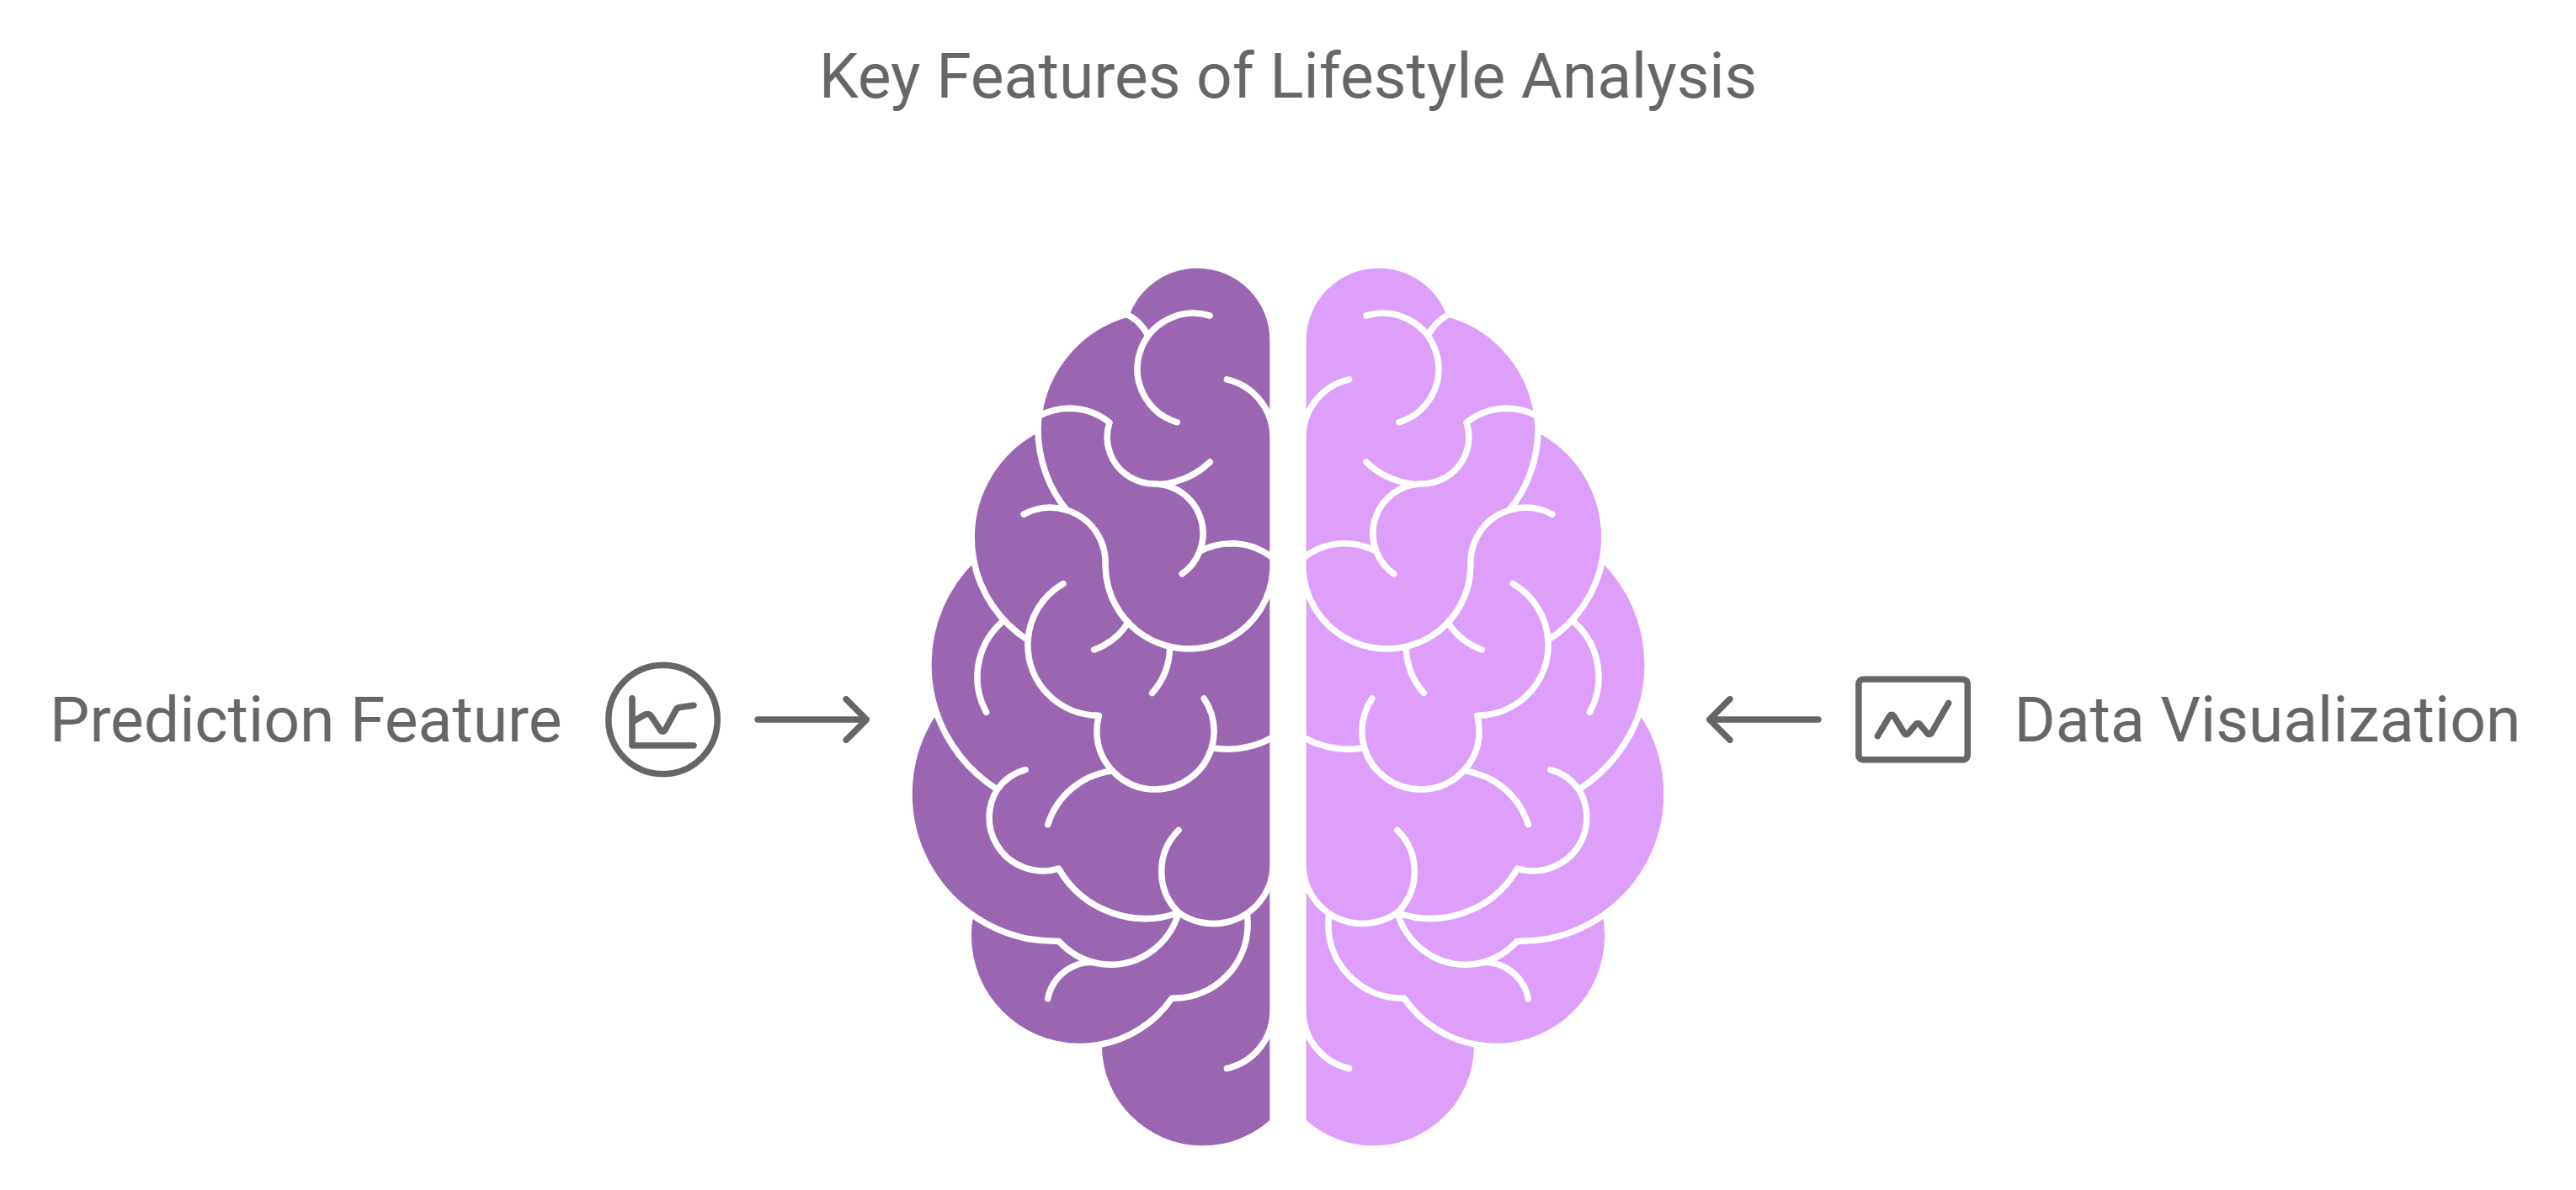 Key Features of Lifestyle Analysis
Prediction Feature
Data Visualization